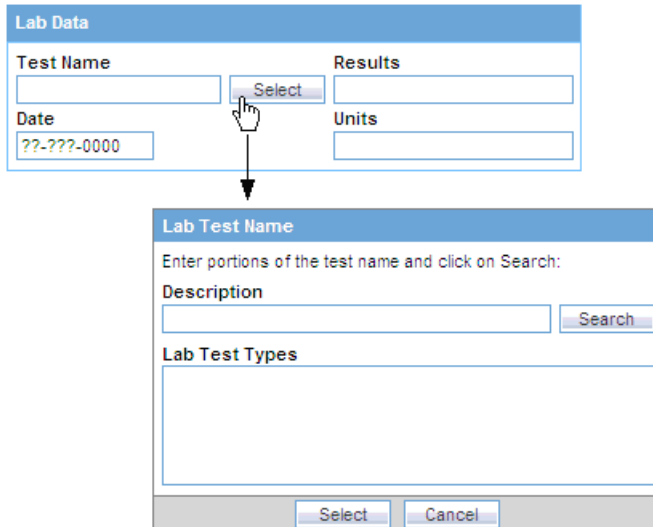 Lab Data
Test Name
Results
Select
Date
Units
??-???-0000
Lab Test Name
Enter portions of the test name and click on Search:
Description
Search
Lab Test Types
Select Cancel